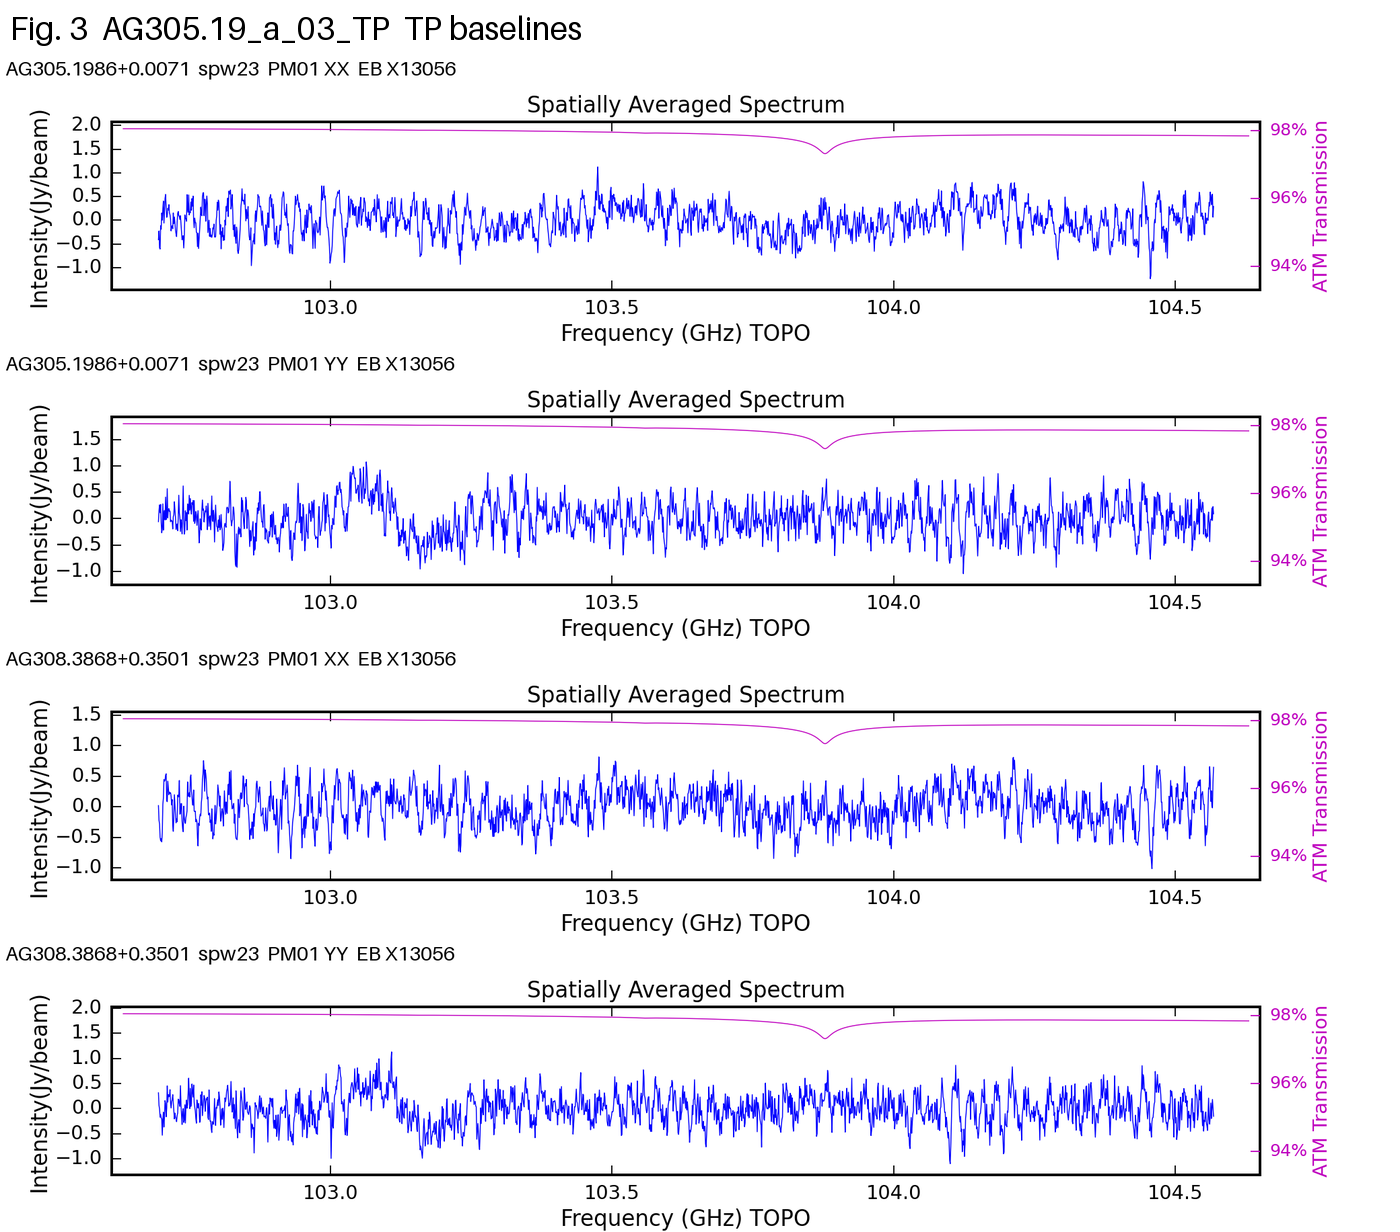 Fig. 3 AG305.19_a_03_TP TP baselines
AG305.1986+0.0071 spw23 PM01 XX EB X13056
Spatially Averaged Spectrum
Intensity(Jy/beam)
2.0
1.5
1.0
0.5
0.0
−0.5
−1.0
98%
96%
94%
ATM Transmission
103.0 103.5 104.0 104.5
Frequency (GHz) TOPO
AG305.1986+0.0071 spw23 PM01 YY EB X13056
Spatially Averaged Spectrum
Intensity(Jy/beam)
1.5
1.0
0.5
0.0
−0.5
−1.0
98%
96%
94%
ATM Transmission
103.0 103.5 104.0 104.5
Frequency (GHz) TOPO
AG308.3868+0.3501 spw23 PM01 XX EB X13056
Spatially Averaged Spectrum
Intensity(Jy/beam)
1.5
1.0
0.5
0.0
−0.5
−1.0
98%
96%
94%
ATM Transmission
103.0 103.5 104.0 104.5
Frequency (GHz) TOPO
AG308.3868+0.3501 spw23 PM01 YY EB X13056
Spatially Averaged Spectrum
Intensity(Jy/beam)
2.0
1.5
1.0
0.5
0.0
−0.5
−1.0
98%
96%
94%
ATM Transmission
103.0 103.5 104.0 104.5
Frequency (GHz) TOPO